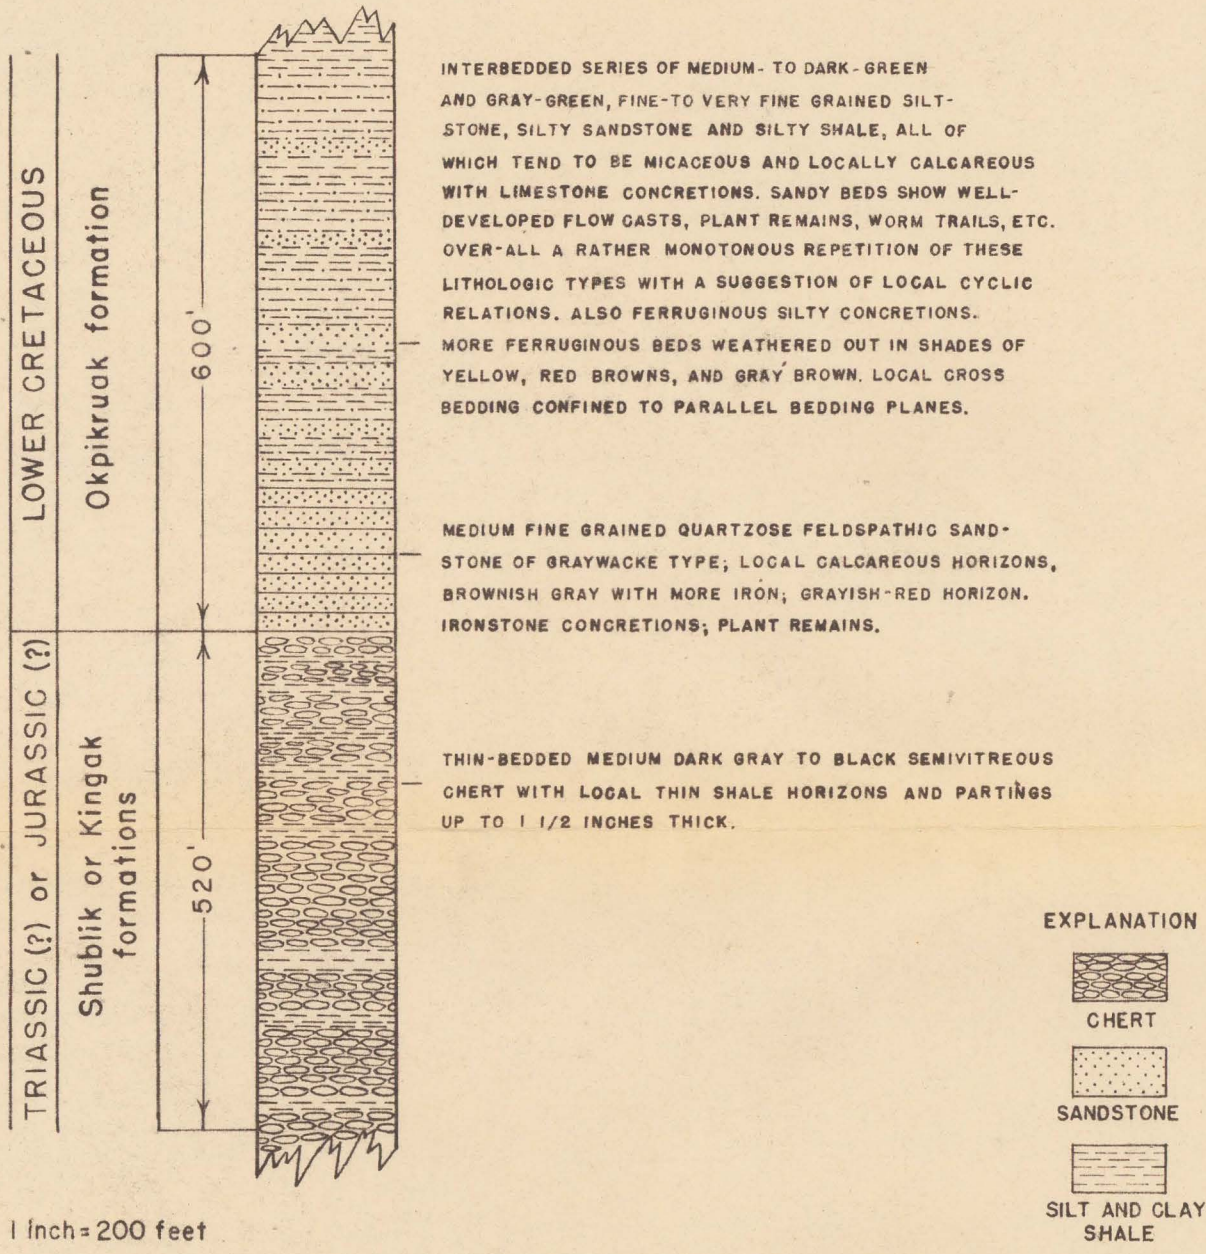 LOWER CRETACEOUS
Okpikruak formation
600'
INTERBEDDED SERIES OF MEDIUM- TO DARK-GREEN
AND GRAY-GREEN, FINE-TO VERY FINE GRAINED SILT-
STONE, SILTY SANDSTONE AND SILTY SHALE, ALL OF
WHICH TEND TO BE MICACEOUS AND LOCALLY CALCAREOUS
WITH LIMESTONE CONCRETIONS. SANDY BEDS SHOW WELL-
DEVELOPED FLOW CASTS, PLANT REMAINS, WORM TRAILS, ETC.
OVER-ALL A RATHER MONOTONOUS REPETITION OF THESE
LITHOLOGIC TYPES WITH A SUGGESTION OF LOCAL CYCLIC
RELATIONS. ALSO FERRUGINOUS SILTY CONCRETIONS.
MORE FERRUGINOUS BEDS WEATHERED OUT IN SHADES OF
YELLOW, RED BROWNS, AND GRAY BROWN. LOCAL CROSS
BEDDING CONFINED TO PARALLEL BEDDING PLANES.
MEDIUM FINE GRAINED QUARTZOSE FELDSPATHIC SAND-
STONE OF GRAYWACKE TYPE; LOCAL CALCAREOUS HORIZONS,
BROWNISH GRAY WITH MORE IRON; GRAYISH-RED HORIZON.
IRONSTONE CONCRETIONS; PLANT REMAINS.
TRIASSIC (?) or JURASSIC (?)
Shublik or Kingak
formations
520'
THIN-BEDDED MEDIUM DARK GRAY TO BLACK SEMIVITREOUS
CHERT WITH LOCAL THIN SHALE HORIZONS AND PARTINGS
UP TO 1 1/2 INCHES THICK.
EXPLANATION
CHERT
SANDSTONE
SILT AND CLAY
SHALE
1 inch = 200 feet